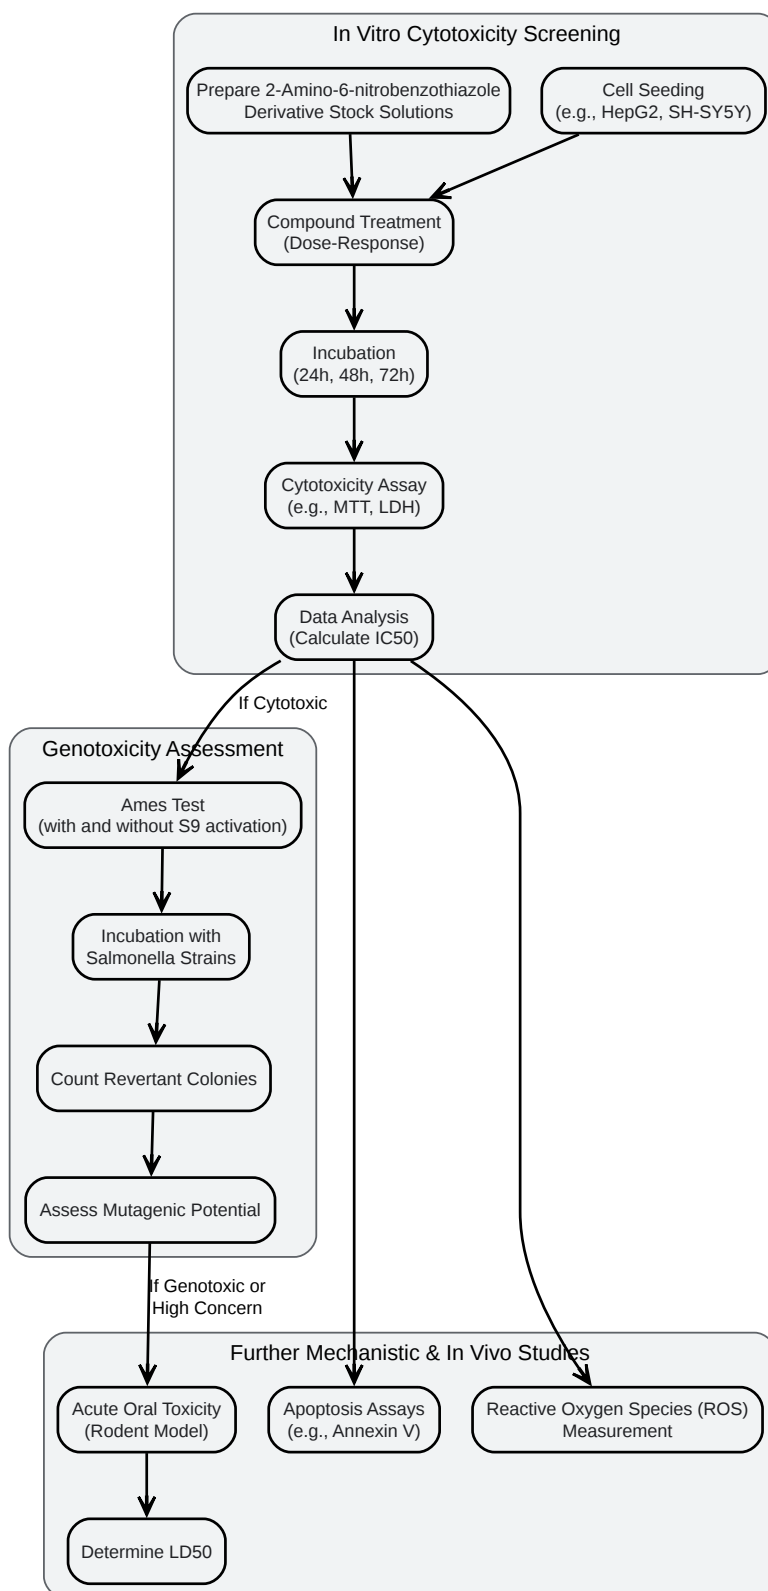 In Vitro Cytotoxicity Screening
Prepare 2-Amino-6-nitrobenzothiazole
Derivative Stock Solutions
Cell Seeding
(e.g., HepG2, SH-SY5Y)
Compound Treatment
(Dose-Response)
Incubation
(24h, 48h, 72h)
Cytotoxicity Assay
(e.g., MTT, LDH)
Data Analysis
(Calculate IC50)
If Cytotoxic
Genotoxicity Assessment
Ames Test
(with and without S9 activation)
Incubation with
Salmonella Strains
Count Revertant Colonies
Assess Mutagenic Potential
If Genotoxic or
High Concern
Further Mechanistic & In Vivo Studies
Acute Oral Toxicity
(Rodent Model)
Apoptosis Assays
(e.g., Annexin V)
Reactive Oxygen Species (ROS)
Measurement
Determine LD50